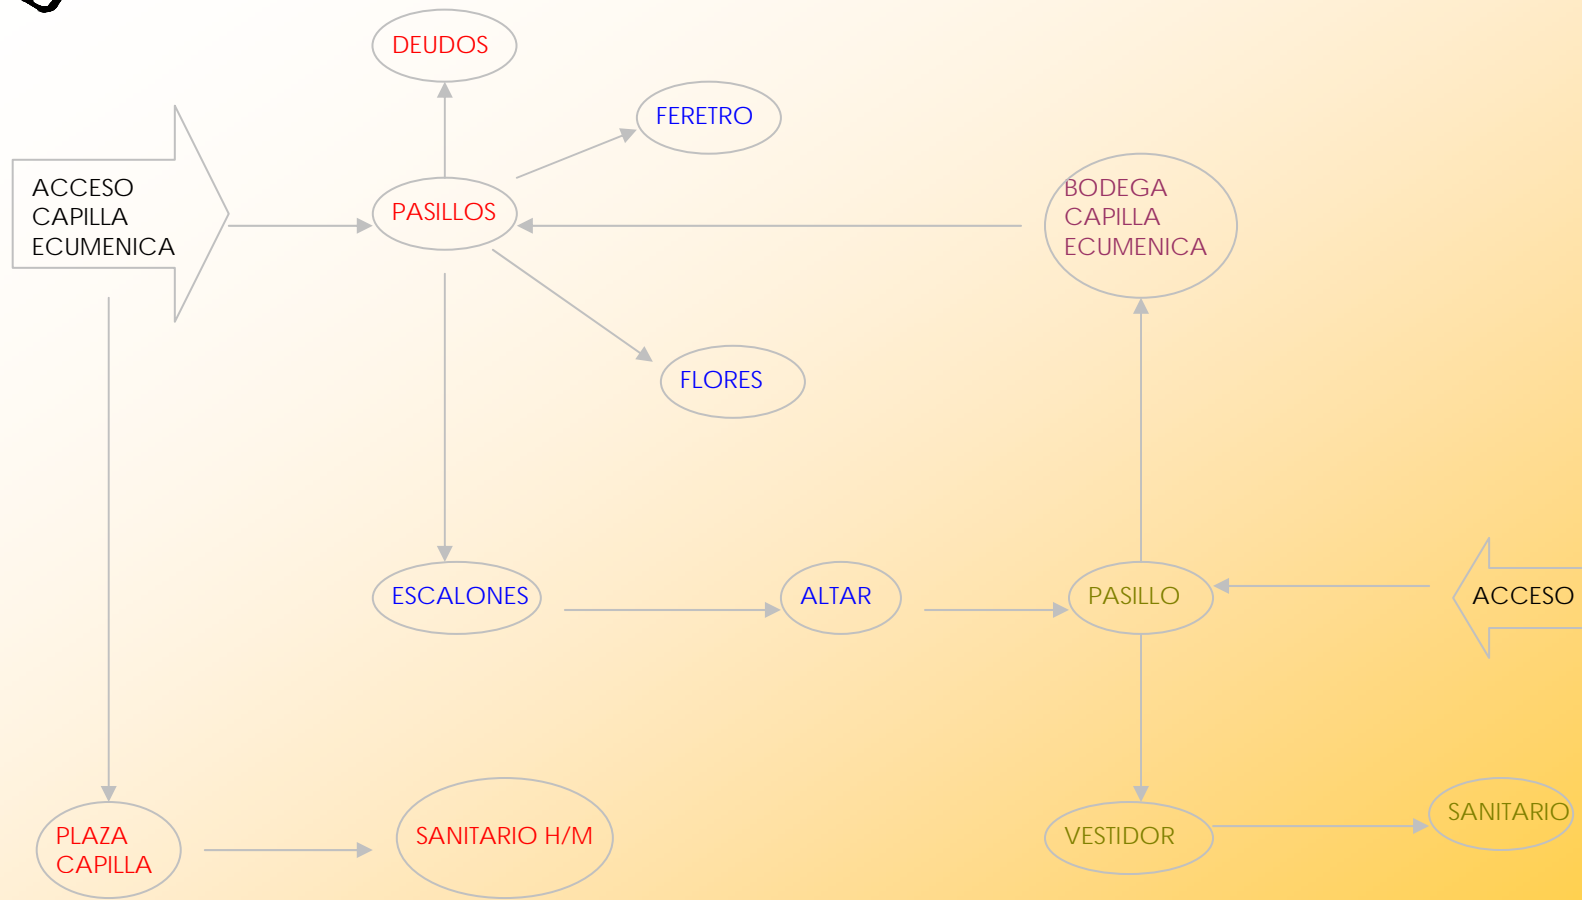 DEUDOS
FERETRO
ACCESO
CAPILLA
ECUMENICA
PASILLOS
BODEGA
CAPILLA
ECUMENICA
FLORES
ESCALONES
ALTAR
PASILLO
ACCESO
PLAZA
CAPILLA
SANITARIO H/M
VESTIDOR
SANITARIO